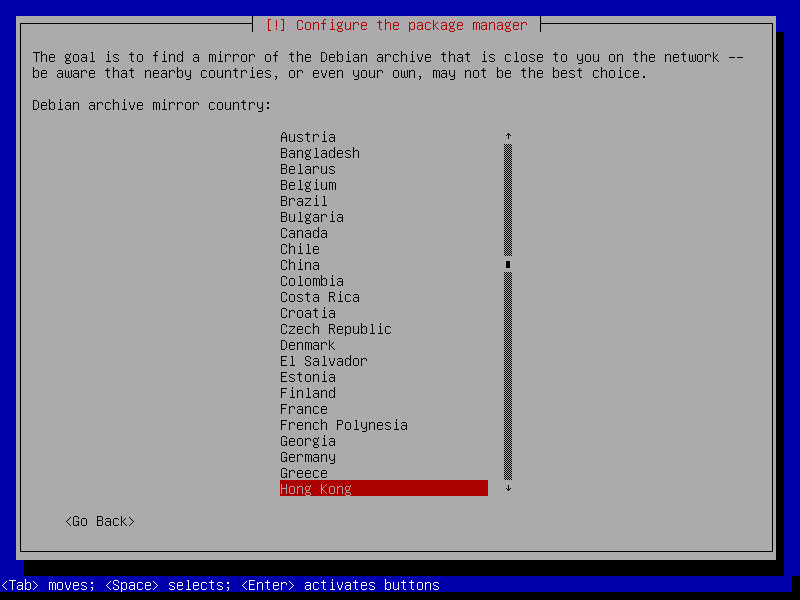 [!] Configure the package manager
The goal is to find a mirror of the Debian archive that is close to you on the network --
be aware that nearby countries, or even your own, may not be the best choice.
Debian archive mirror country:
Austria
Bangladesh
Belarus
Belgium
Brazil
Bulgaria
Canada
Chile
China
Colombia
Costa Rica
Croatia
Czech Republic
Denmark
El Salvador
Estonia
Finland
France
French Polynesia
Georgia
Germany
Greece
Hong Kong
<Go Back>
<Tab> moves; <Space> selects; <Enter> activates buttons